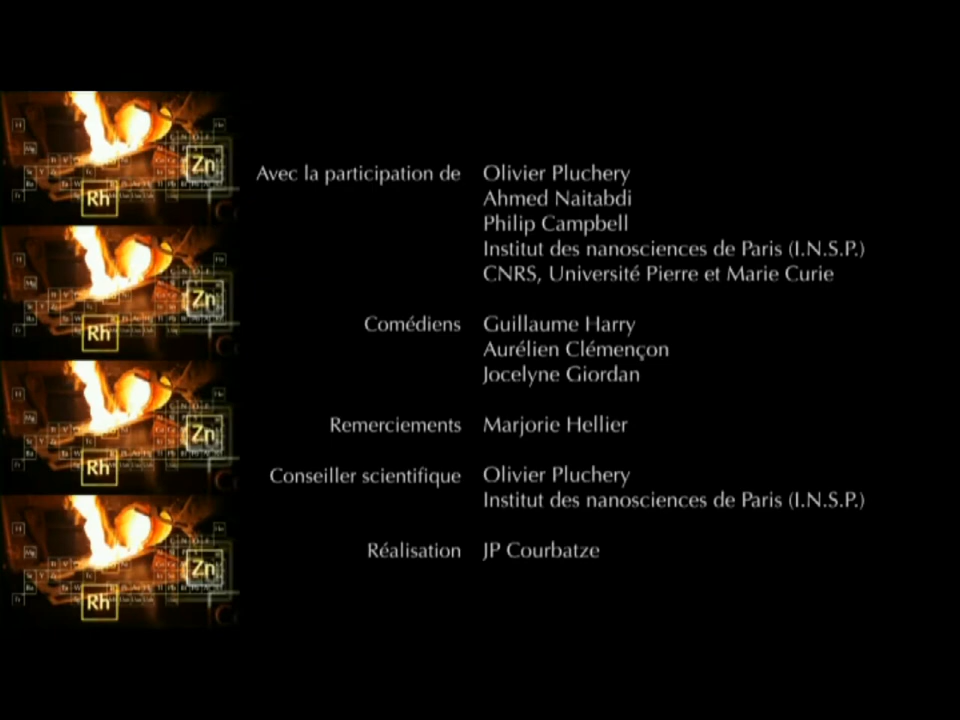 Avec la participation de Olivier Pluchery
Ahmed Naitabdi
Philip Campbell
Institut des nanosciences de Paris (I.N.S.P.)
CNRS, Université Pierre et Marie Curie
Comédiens Guillaume Harry
Aurélien Clémençon
Jocelyne Giordan
Remerciements Marjorie Hellier
Conseiller scientifique Olivier Pluchery
Institut des nanosciences de Paris (I.N.S.P.)
Réalisation JP Courbatze
Zn
Rh
Zn
Rh
Zn
Rh
Zn
Rh